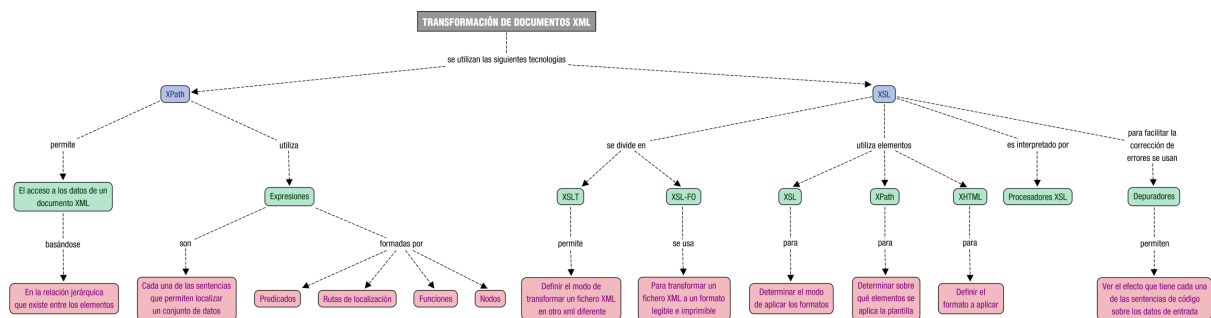 TRANSFORMACIÓN DE DOCUMENTOS XML
se utilizan las siguientes tecnologías
XPath
XSL
permite
utiliza
se divide en
utiliza elementos
es interpretado por
para facilitar la
corrección de
errores se usan
El acceso a los datos de un
documento XML
Expresiones
XSLT
XSL-FO
XSL
XPath
XHTML
Procesadores XSL
Depuradores
basándose
son
formadas por
permite
se usa
para
para
para
permiten
En la relación jerárquica
que existe entre los elementos
Cada una de las sentencias
que permiten localizar
un conjunto de datos
Predicados
Rutas de localización
Funciones
Nodos
Definir el modo de
transformar un fichero XML
en otro xml diferente
Para transformar un
fichero XML a un formato
legible e imprimible
Determinar el modo
de aplicar los formatos
Determinar sobre
qué elementos se
aplica la plantilla
Definir el
formato a aplicar
Ver el efecto que tiene cada una
de las sentencias de código
sobre los datos de entrada